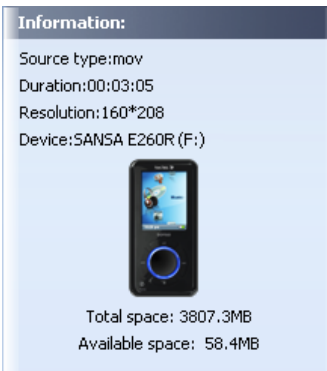 Information:
Source type:mov
Duration:00:03:05
Resolution:160*208
Device:SANSA E260R (F:)
Total space: 3807.3MB
Available space: 58.4MB